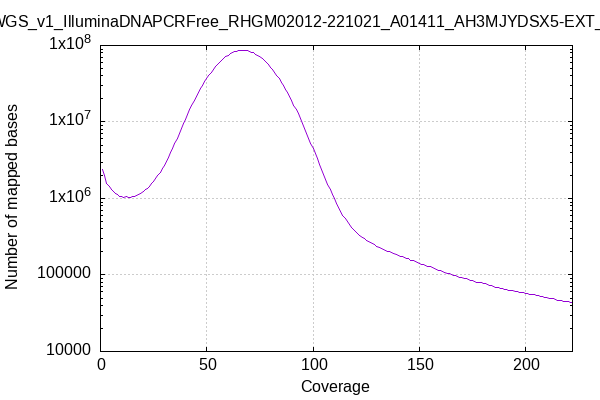 WGS_v1_IlluminaDNAPCRFree_RHGM02012-221021_A01411_AH3MJYDSX5-EXT_
1x10^8
1x10^7
1x10^6
100000
10000
Number of mapped bases
0 50 100 150 200
Coverage